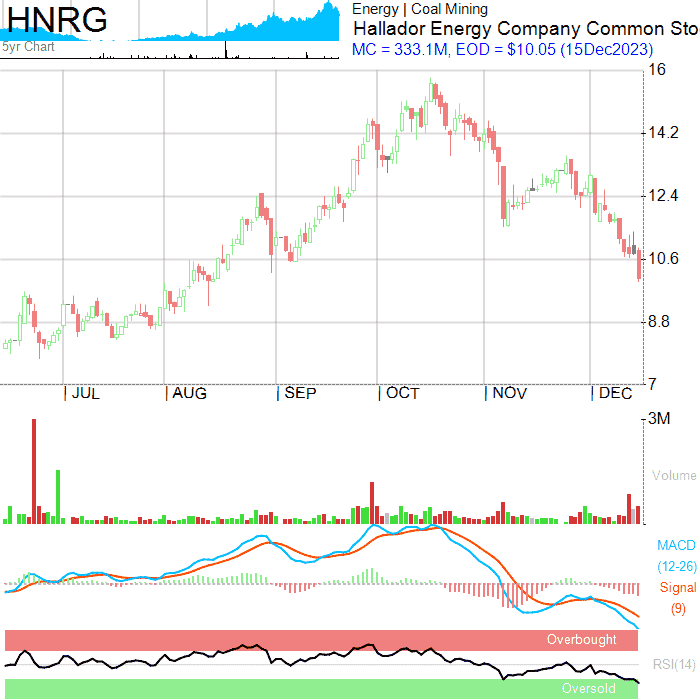 HNRG
5yr Chart
Energy | Coal Mining
Hallador Energy Company Common Sto
MC = 333.1M, EOD = $10.05 (15Dec2023)
16
14.2
12.4
10.6
8.8
7
| JUL | AUG | SEP | OCT | NOV | DEC
3M
Volume
MACD
(12-26)
Signal
(9)
Overbought
RSI(14)
Oversold